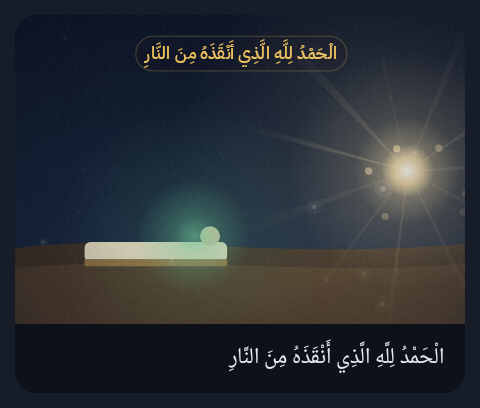 الْحَمْدُ لِلَّهِ الَّذِي أَنْقَذَهُ مِنَ النَّارِ
الْحَمْدُ لِلَّهِ الَّذِي أَنْقَذَهُ مِنَ النَّارِ